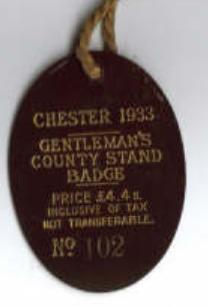 CHESTER 1933
GENTLEMAN'S
COUNTY STAND
BADGE
PRICE £4.4s.
INCLUSIVE OF TAX
NOT TRANSFERABLE.
Nº 102